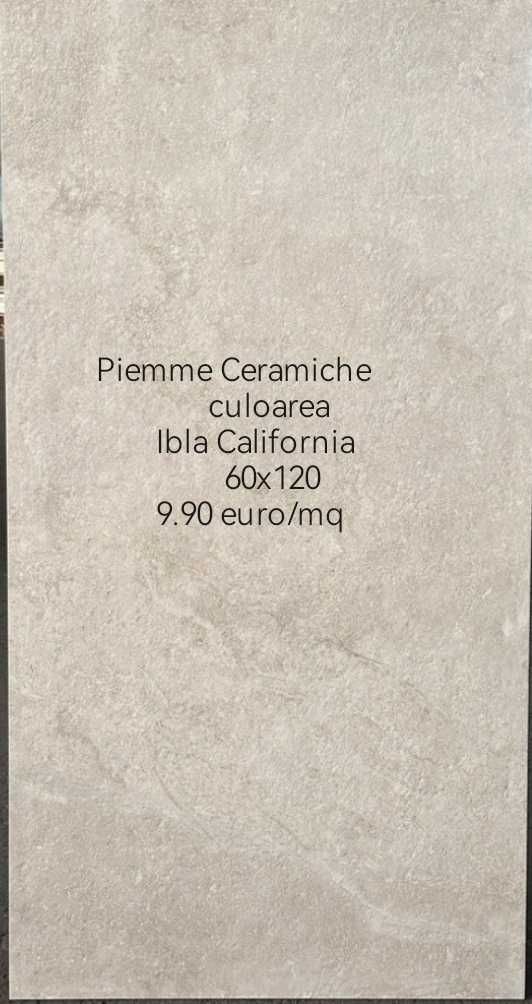 Piemme Ceramiche
culoarea
Ibla California
60x120
9.90 euro/mq